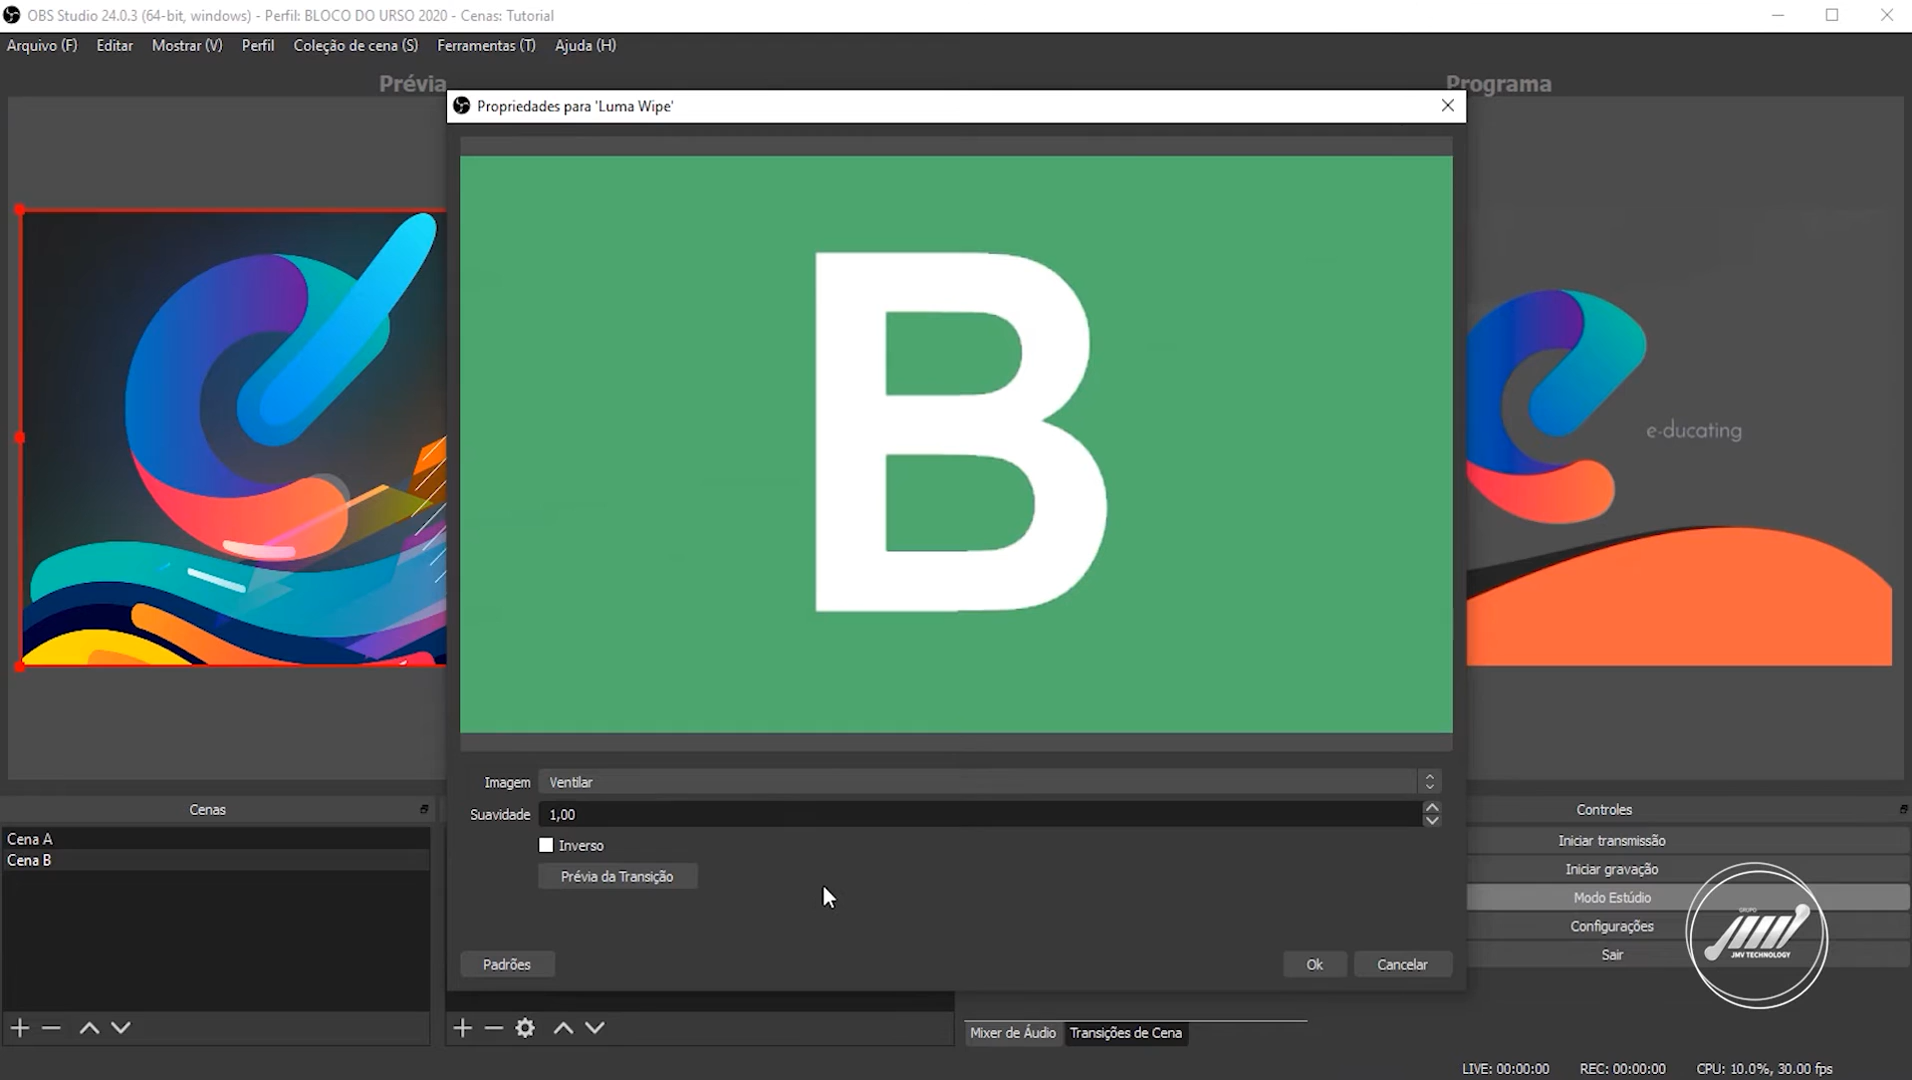 OBS Studio 24.0.3 (64-bit, windows) - Perfil: BLOCO DO URSO 2020 - Cenas: Tutorial
Arquivo (F) Editar Mostrar (V) Perfil Coleção de cena (S) Ferramentas (T) Ajuda (H)
Prévia
Programa
Propriedades para 'Luma Wipe'
B
e-ducating
Imagem Ventilar
Suavidade 1,00
Inverso
Prévia da Transição
Padrões
Ok
Cancelar
Cenas
Cena A
Cena B
Controles
Iniciar transmissão
Iniciar gravação
Modo Estúdio
Configurações
Sair
GRUPO
JMV TECHNOLOGY
Mixer de Áudio Transições de Cena
LIVE: 00:00:00 REC: 00:00:00 CPU: 10.0%, 30.00 fps